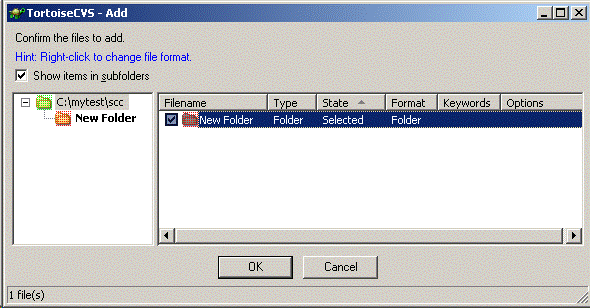 TortoiseCVS - Add
Confirm the files to add.
Hint: Right-click to change file format.
Show items in subfolders
C:\mytest\scc
New Folder
Filename Type State Format Keywords Options
New Folder Folder Selected Folder
OK Cancel
1 file(s)